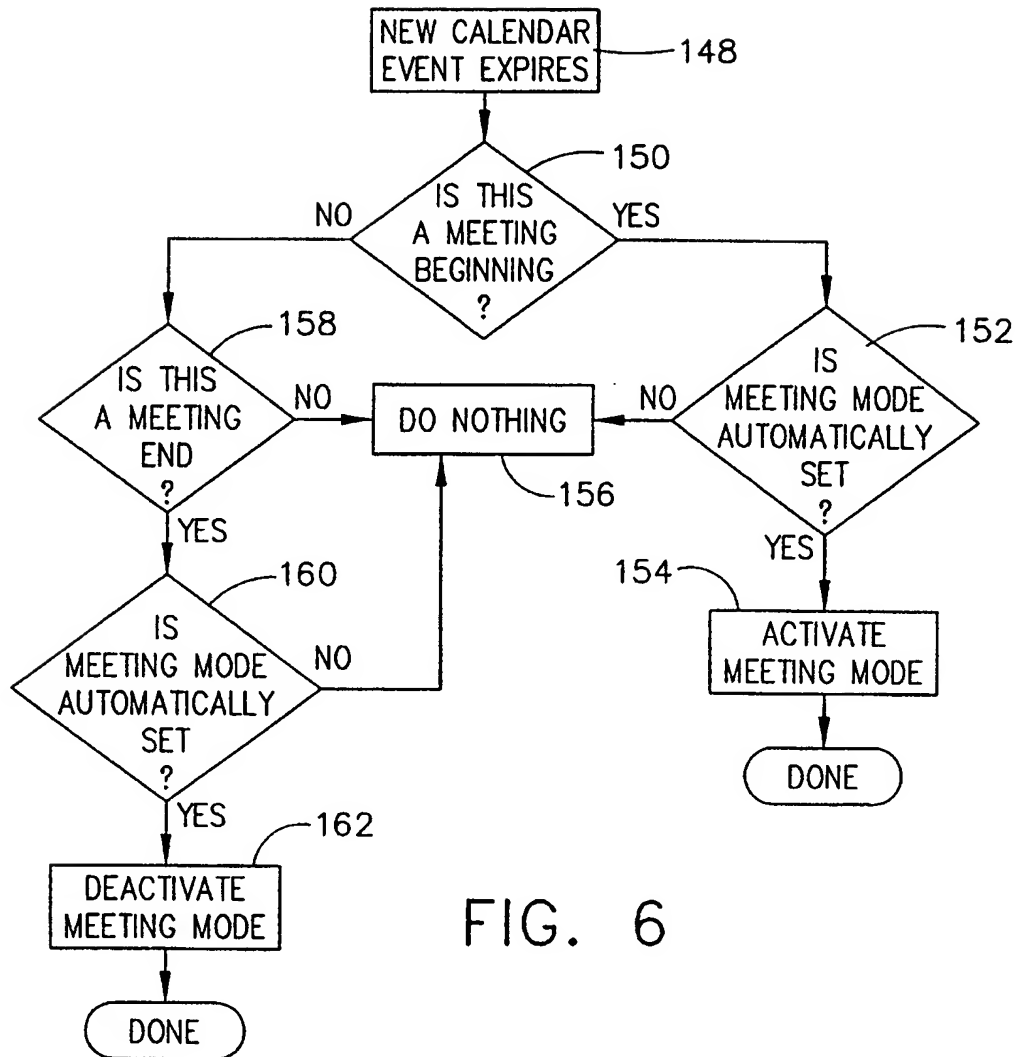 NEW CALENDAR
EVENT EXPIRES
148
150
IS THIS
A MEETING
BEGINNING
?
NO
YES
158
IS THIS
A MEETING
END
?
NO
YES
DO NOTHING
156
152
IS
MEETING MODE
AUTOMATICALLY
SET
?
NO
YES
160
IS
MEETING MODE
AUTOMATICALLY
SET
?
NO
YES
154
ACTIVATE
MEETING MODE
DONE
162
DEACTIVATE
MEETING MODE
DONE
FIG. 6